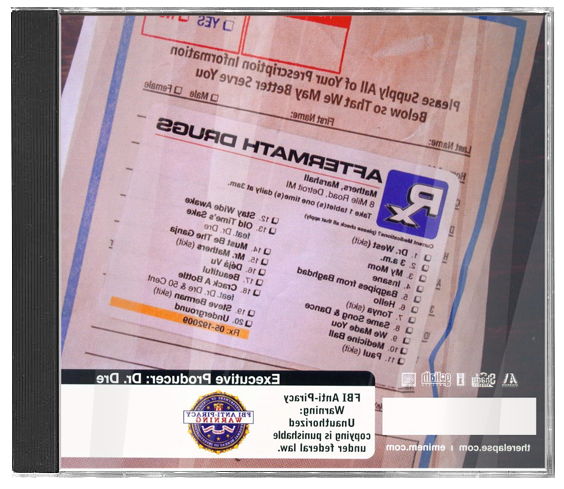 YES
Please Supply All of Your Prescription Information
Below so That We May Better Serve You
Male
Female
Last Name:
First Name:
AFTERMATH DRUGS
Rx
Mathers, Marshall
8 Mile Road, Detroit MI
Take 1 tablet(s) one time(s) daily at 3am.
Current Medications? (please check all that apply)
1. Dr. West (skit)
2. 3 a.m.
3. My Mom
4. Insane
5. Bagpipes From Baghdad
6. Hello
7. Tonya (skit)
8. Same Song & Dance
9. We Made You
10. Medicine Ball
11. Paul (skit)
12. Stay Wide Awake
13. Old Time's Sake
feat. Dr. Dre
14. Must Be The Ganja
15. Mr. Mathers (skit)
16. Déjà Vu
17. Beautiful
18. Crack A Bottle
feat. Dr. Dre & 50 Cent
19. Steve Berman (skit)
20. Underground
Rx: 05-192009
Executive Producer: Dr. Dre
FBI Anti-Piracy
Warning:
Unauthorized
copying is punishable
under federal law.
FBI ANTI-PIRACY
WARNING
Shady
therelapse.com | eminem.com